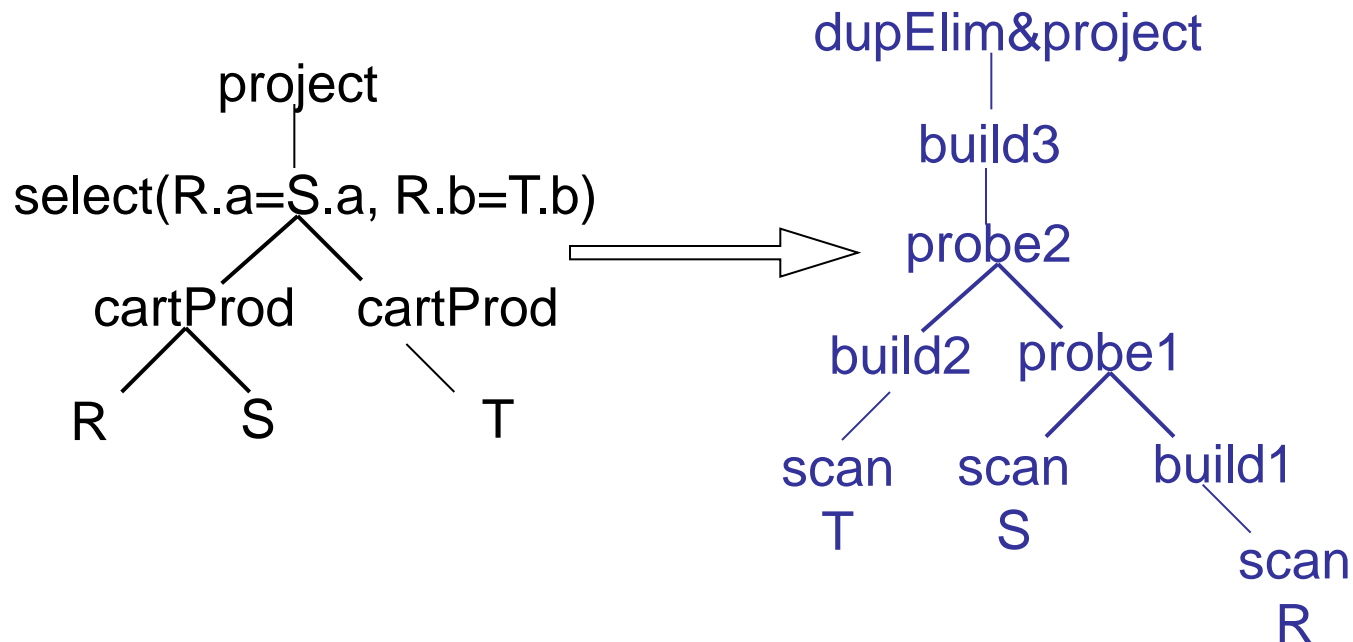 project
select(R.a=S.a, R.b=T.b)
cartProd cartProd
R S T
dupElim&project
build3
probe2
build2 probe1
scan scan build1
T S
scan
R